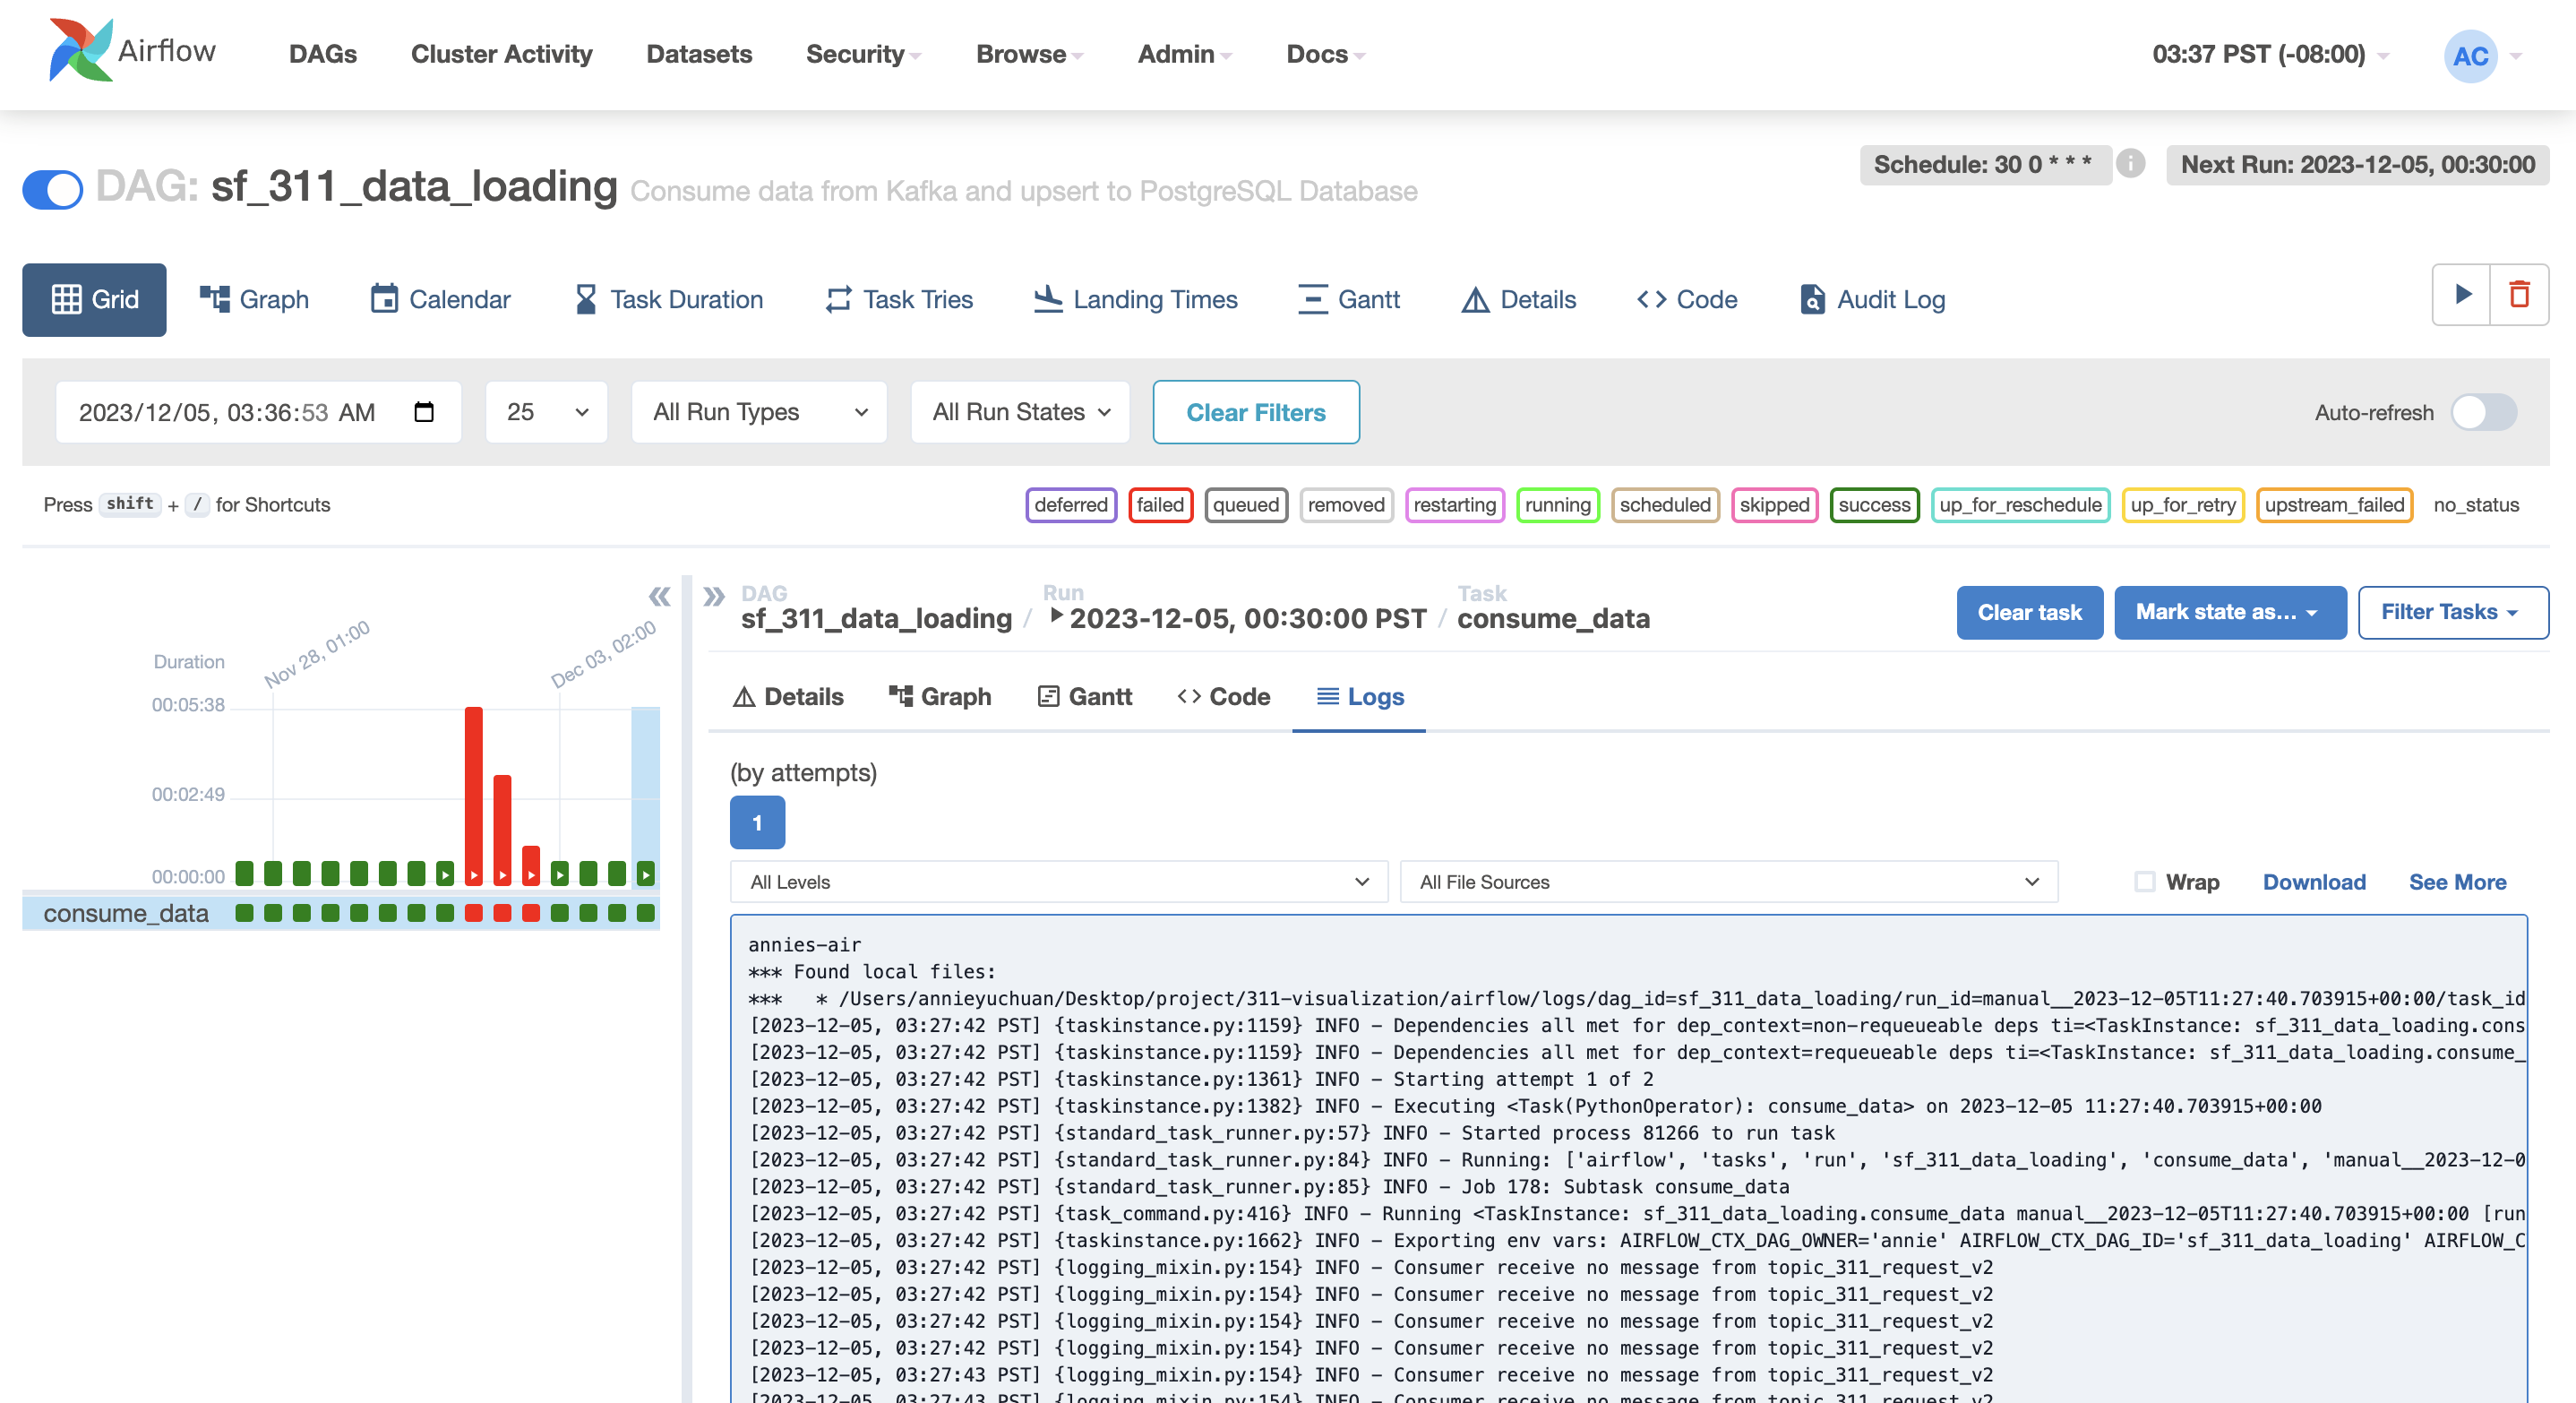 Airflow DAGs Cluster Activity Datasets Security Browse Admin Docs 03:37 PST (-08:00) AC
DAG: sf_311_data_loading Consume data from Kafka and upsert to PostgreSQL Database
Schedule: 30 0 * * * i Next Run: 2023-12-05, 00:30:00
Grid Graph Calendar Task Duration Task Tries Landing Times Gantt Details Code Audit Log
2023/12/05, 03:36:53 AM 25 All Run Types All Run States Clear Filters Auto-refresh
Press shift + / for Shortcuts
deferred failed queued removed restarting running scheduled skipped success up_for_reschedule up_for_retry upstream_failed no_status
Duration
Nov 28, 01:00
Dec 03, 02:00
00:05:38
00:02:49
00:00:00
consume_data
DAG Run Task
sf_311_data_loading / 2023-12-05, 00:30:00 PST / consume_data
Clear task Mark state as... Filter Tasks
Details Graph Gantt Code Logs
(by attempts)
1
All Levels All File Sources Wrap Download See More
annies-air
*** Found local files:
***   * /Users/annieyuchuan/Desktop/project/311-visualization/airflow/logs/dag_id=sf_311_data_loading/run_id=manual__2023-12-05T11:27:40.703915+00:00/task_id
[2023-12-05, 03:27:42 PST] {taskinstance.py:1159} INFO - Dependencies all met for dep_context=non-requeueable deps ti=<TaskInstance: sf_311_data_loading.cons
[2023-12-05, 03:27:42 PST] {taskinstance.py:1159} INFO - Dependencies all met for dep_context=requeueable deps ti=<TaskInstance: sf_311_data_loading.consume_
[2023-12-05, 03:27:42 PST] {taskinstance.py:1361} INFO - Starting attempt 1 of 2
[2023-12-05, 03:27:42 PST] {taskinstance.py:1382} INFO - Executing <Task(PythonOperator): consume_data> on 2023-12-05 11:27:40.703915+00:00
[2023-12-05, 03:27:42 PST] {standard_task_runner.py:57} INFO - Started process 81266 to run task
[2023-12-05, 03:27:42 PST] {standard_task_runner.py:84} INFO - Running: ['airflow', 'tasks', 'run', 'sf_311_data_loading', 'consume_data', 'manual__2023-12-0
[2023-12-05, 03:27:42 PST] {standard_task_runner.py:85} INFO - Job 178: Subtask consume_data
[2023-12-05, 03:27:42 PST] {task_command.py:416} INFO - Running <TaskInstance: sf_311_data_loading.consume_data manual__2023-12-05T11:27:40.703915+00:00 [run
[2023-12-05, 03:27:42 PST] {taskinstance.py:1662} INFO - Exporting env vars: AIRFLOW_CTX_DAG_OWNER='annie' AIRFLOW_CTX_DAG_ID='sf_311_data_loading' AIRFLOW_C
[2023-12-05, 03:27:42 PST] {logging_mixin.py:154} INFO - Consumer receive no message from topic_311_request_v2
[2023-12-05, 03:27:42 PST] {logging_mixin.py:154} INFO - Consumer receive no message from topic_311_request_v2
[2023-12-05, 03:27:42 PST] {logging_mixin.py:154} INFO - Consumer receive no message from topic_311_request_v2
[2023-12-05, 03:27:42 PST] {logging_mixin.py:154} INFO - Consumer receive no message from topic_311_request_v2
[2023-12-05, 03:27:43 PST] {logging_mixin.py:154} INFO - Consumer receive no message from topic_311_request_v2
[2023-12-05, 03:27:43 PST] {logging_mixin.py:154} INFO - Consumer receive no message from topic_311_request_v2